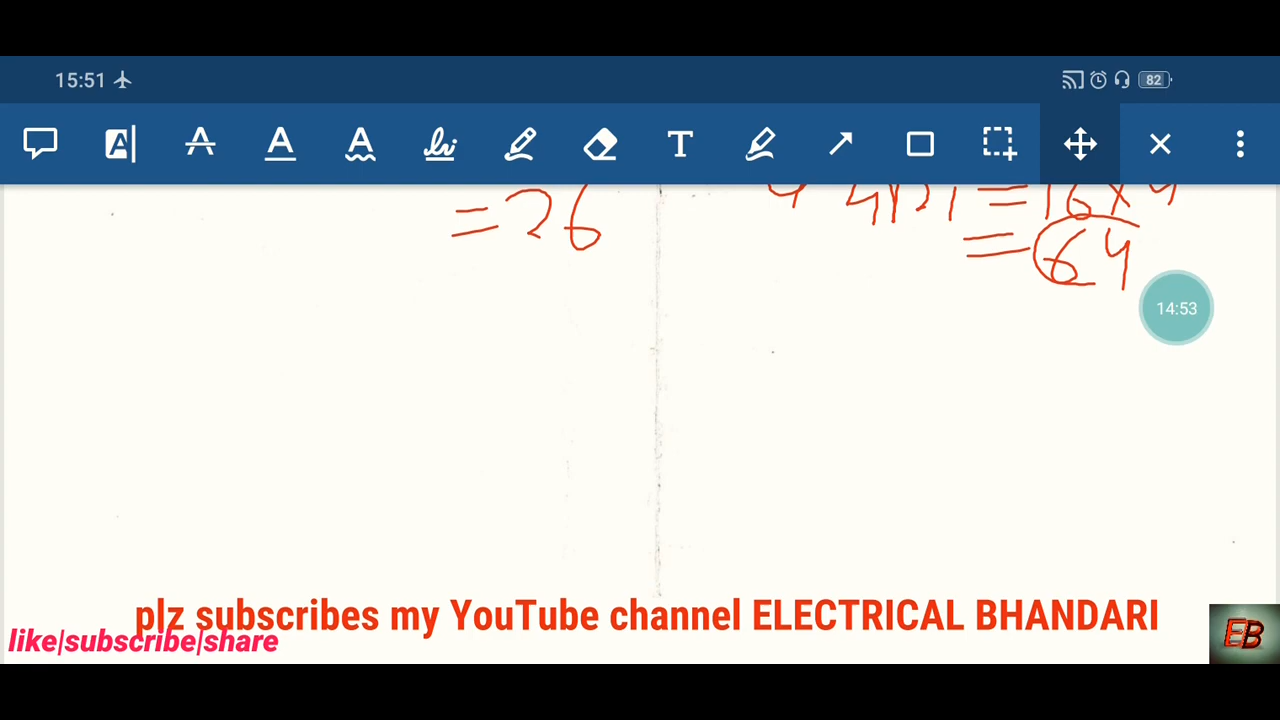 15:51
82
A
A
A
A
T
= 26
= 16 x 4
= 64
14:53
plz subscribes my YouTube channel ELECTRICAL BHANDARI
like|subscribe|share
EB